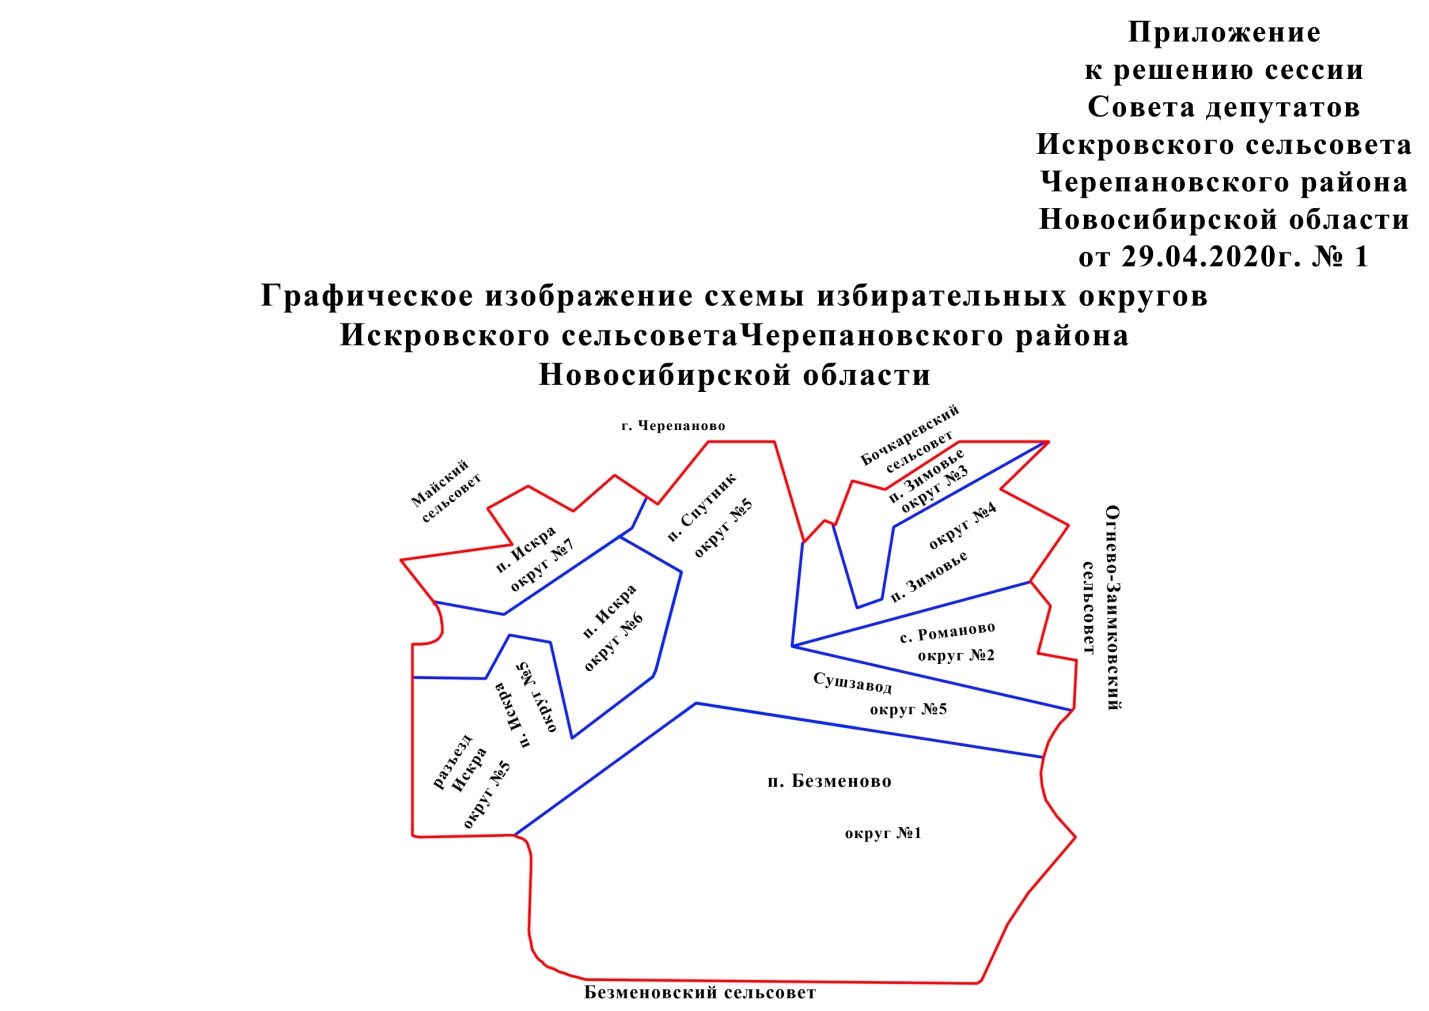 Приложение
к решению сессии
Совета депутатов
Искровского сельсовета
Черепановского района
Новосибирской области
от 29.04.2020г. № 1
Графическое изображение схемы избирательных округов
Искровского сельсоветаЧерепановского района
Новосибирской области
г. Черепаново
Бочкаревский
сельсовет
Майский
сельсовет
п. Зимовье
округ №3
п. Спутник
округ №5
округ №4
п. Зимовье
п. Искра
округ №7
Огнево-Заимковский
сельсовет
п. Искра
округ №6
с. Романово
округ №2
Сушзавод
округ №5
п. Искра
округ №5
разъезд
Искра
округ №5
п. Безменово
округ №1
Безменовский сельсовет